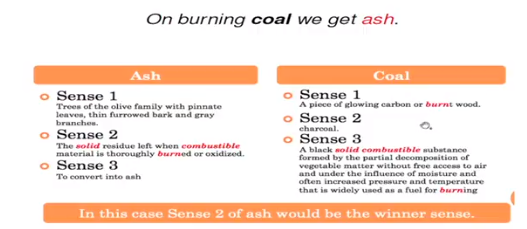 On burning coal we get ash.
Ash
Sense 1
Trees of the olive family with pinnate
leaves, thin furrowed bark and gray
branches.
Sense 2
The solid residue left when combustible
material is thoroughly burned or oxidized.
Sense 3
To convert into ash
Coal
Sense 1
A piece of glowing carbon or burnt wood.
Sense 2
charcoal.
Sense 3
A black solid combustible substance
formed by the partial decomposition of
vegetable matter without free access to air
and under the influence of moisture and
often increased pressure and temperature
that is widely used as a fuel for burning
In this case Sense 2 of ash would be the winner sense.